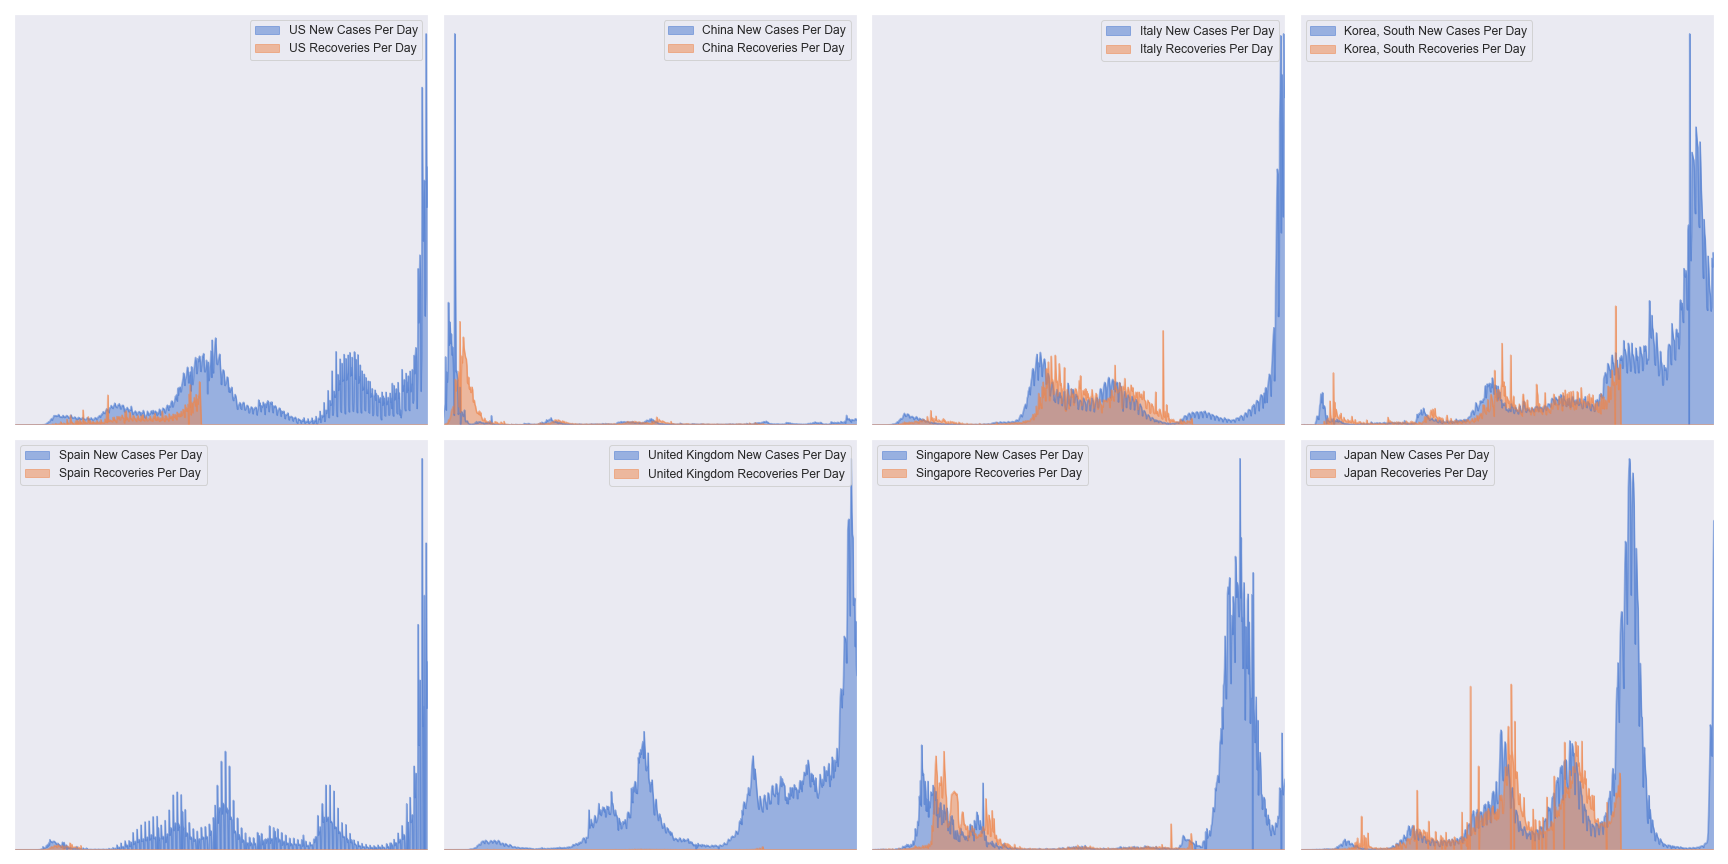 US New Cases Per Day
US Recoveries Per Day
China New Cases Per Day
China Recoveries Per Day
Italy New Cases Per Day
Italy Recoveries Per Day
Korea, South New Cases Per Day
Korea, South Recoveries Per Day
Spain New Cases Per Day
Spain Recoveries Per Day
United Kingdom New Cases Per Day
United Kingdom Recoveries Per Day
Singapore New Cases Per Day
Singapore Recoveries Per Day
Japan New Cases Per Day
Japan Recoveries Per Day